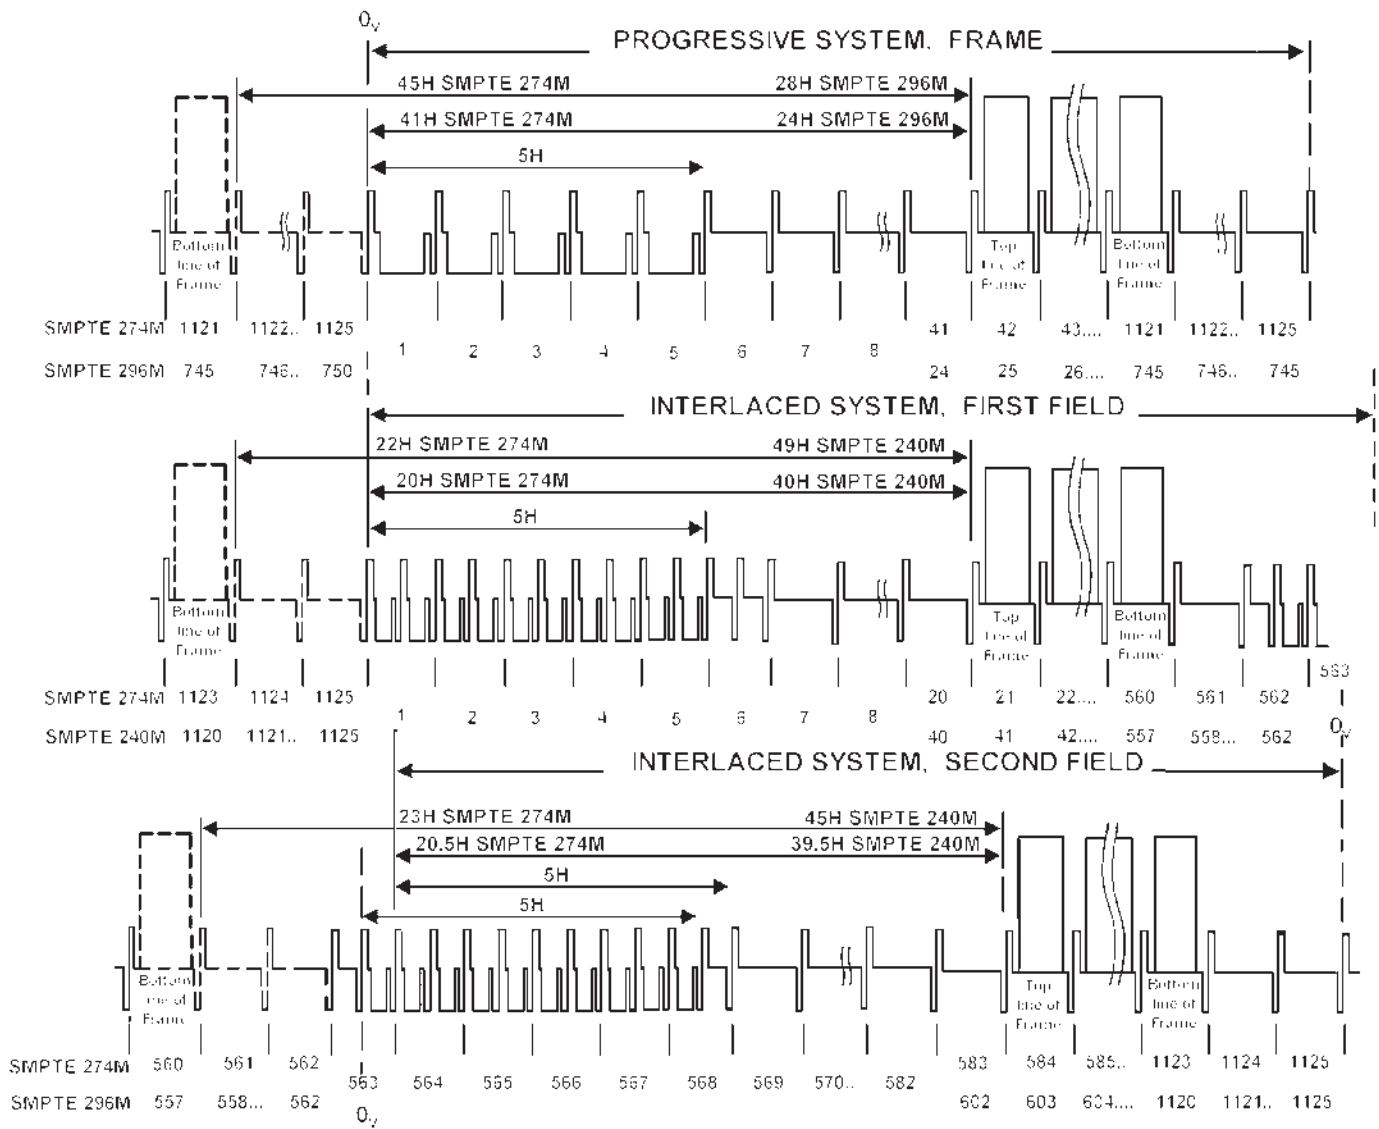 0V
PROGRESSIVE SYSTEM, FRAME
45H SMPTE 274M 28H SMPTE 296M
41H SMPTE 274M 24H SMPTE 296M
5H
Bottom line of Frame
Top line of Frame
Bottom line of Frame
SMPTE 274M 1121 1122.. 1125 41 42 43.... 1121 1122.. 1125
1 2 3 4 5 6 7 8
SMPTE 296M 745 746.. 750 24 25 26.... 745 746.. 745
INTERLACED SYSTEM, FIRST FIELD
22H SMPTE 274M 49H SMPTE 240M
20H SMPTE 274M 40H SMPTE 240M
5H
Bottom line of Frame
Top line of Frame
Bottom line of Frame
563
SMPTE 274M 1123 1124 1125 20 21 22.... 560 561 562
1 2 3 4 5 6 7 8
SMPTE 240M 1120 1121.. 1125 40 41 42.... 557 558... 562
0V
INTERLACED SYSTEM, SECOND FIELD
23H SMPTE 274M 45H SMPTE 240M
20.5H SMPTE 274M 39.5H SMPTE 240M
5H
5H
Bottom line of Frame
Top line of Frame
Bottom line of Frame
SMPTE 274M 560 561 562 583 584 585.. 1123 1124 1125
563 564 565 566 567 568 569 570.. 582
SMPTE 296M 557 558... 562 602 603 604.... 1120 1121.. 1125
0V